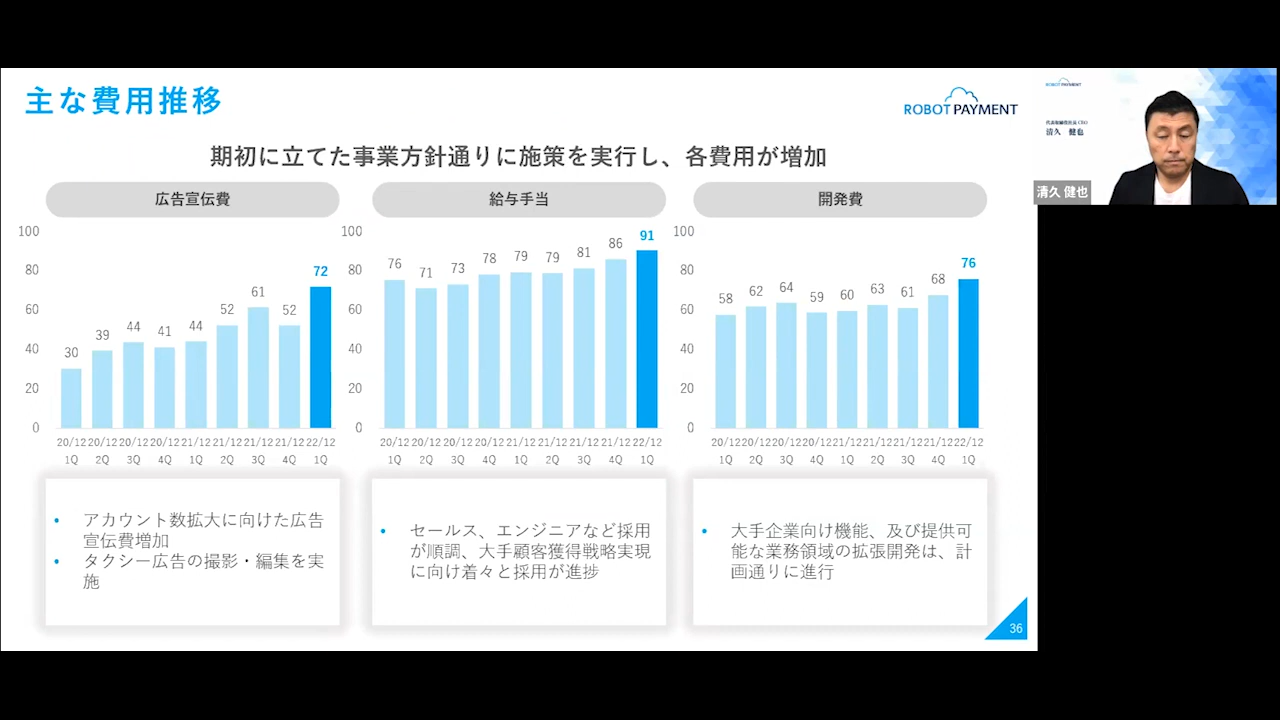 主な費用推移
ROBOT PAYMENT
期初に立てた事業方針通りに施策を実行し、各費用が増加
広告宣伝費
100
80
60
40
20
0
30
39
44
41
44
52
61
52
72
20/12 20/12 20/12 20/12 21/12 21/12 21/12 21/12 22/12
1Q 2Q 3Q 4Q 1Q 2Q 3Q 4Q 1Q
・アカウント数拡大に向けた広告
宣伝費増加
・タクシー広告の撮影・編集を実
施
給与手当
100
80
60
40
20
0
76
71
73
78
79
79
81
86
91
20/12 20/12 20/12 20/12 21/12 21/12 21/12 21/12 22/12
1Q 2Q 3Q 4Q 1Q 2Q 3Q 4Q 1Q
・セールス、エンジニアなど採用
が順調、大手顧客獲得戦略実現
に向け着々と採用が進捗
開発費
100
80
60
40
20
0
58
62
64
59
60
63
61
68
76
20/12 20/12 20/12 20/12 21/12 21/12 21/12 21/12 22/12
1Q 2Q 3Q 4Q 1Q 2Q 3Q 4Q 1Q
・大手企業向け機能、及び提供可
能な業務領域の拡張開発は、計
画通りに進行
36
ROBOT PAYMENT
代表取締役社長 CEO
清久 健也
清久 健也